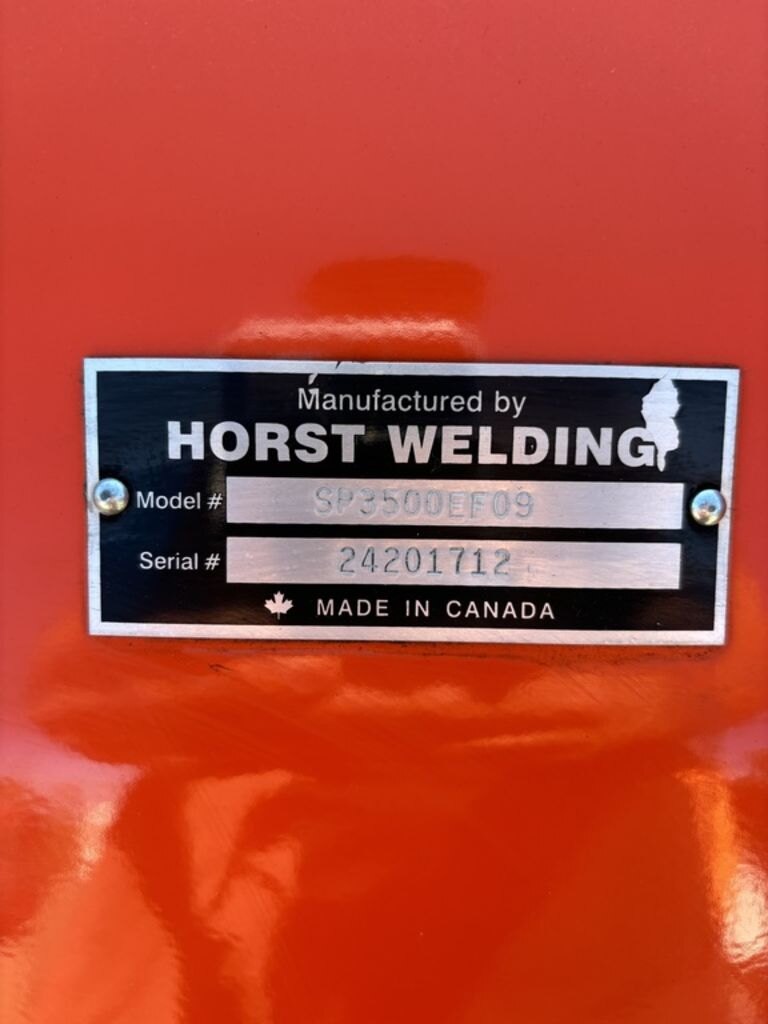 Manufactured by
HORST WELDING
Model # SP3500EF09
Serial # 24201712
MADE IN CANADA